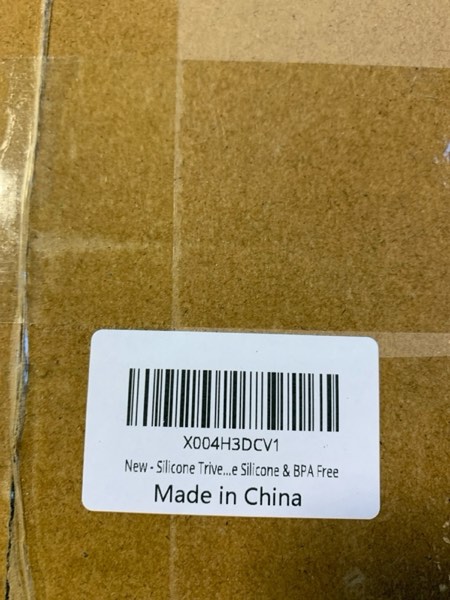 X004H3DCV1
New - Silicone Trive...e Silicone & BPA Free
Made in China